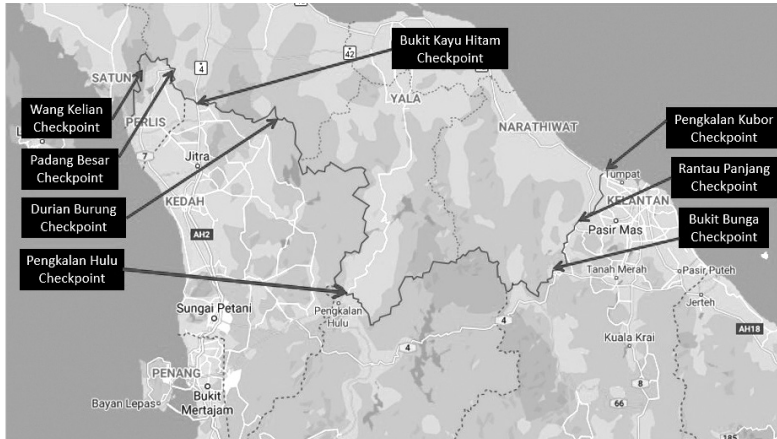 Bukit Kayu Hitam
Checkpoint
42
4
SATUN
YALA
Wang Kelian
Checkpoint
NARATHIWAT
Pengkalan Kubor
Checkpoint
PERLIS
Padang Besar
Checkpoint
7
Jitra
Tumpat
Rantau Panjang
Checkpoint
KEDAH
KELANTAN
Durian Burung
Checkpoint
Pasir Mas
Bukit Bunga
Checkpoint
AH2
Pengkalan Hulu
Checkpoint
Tanah Merah
Pasir Puteh
Sungai Petani
Pengkalan
Hulu
Jerteh
4
AH18
4
Kuala Krai
PENANG
8
Bukit
Mertajam
Bayan Lepas
66
185